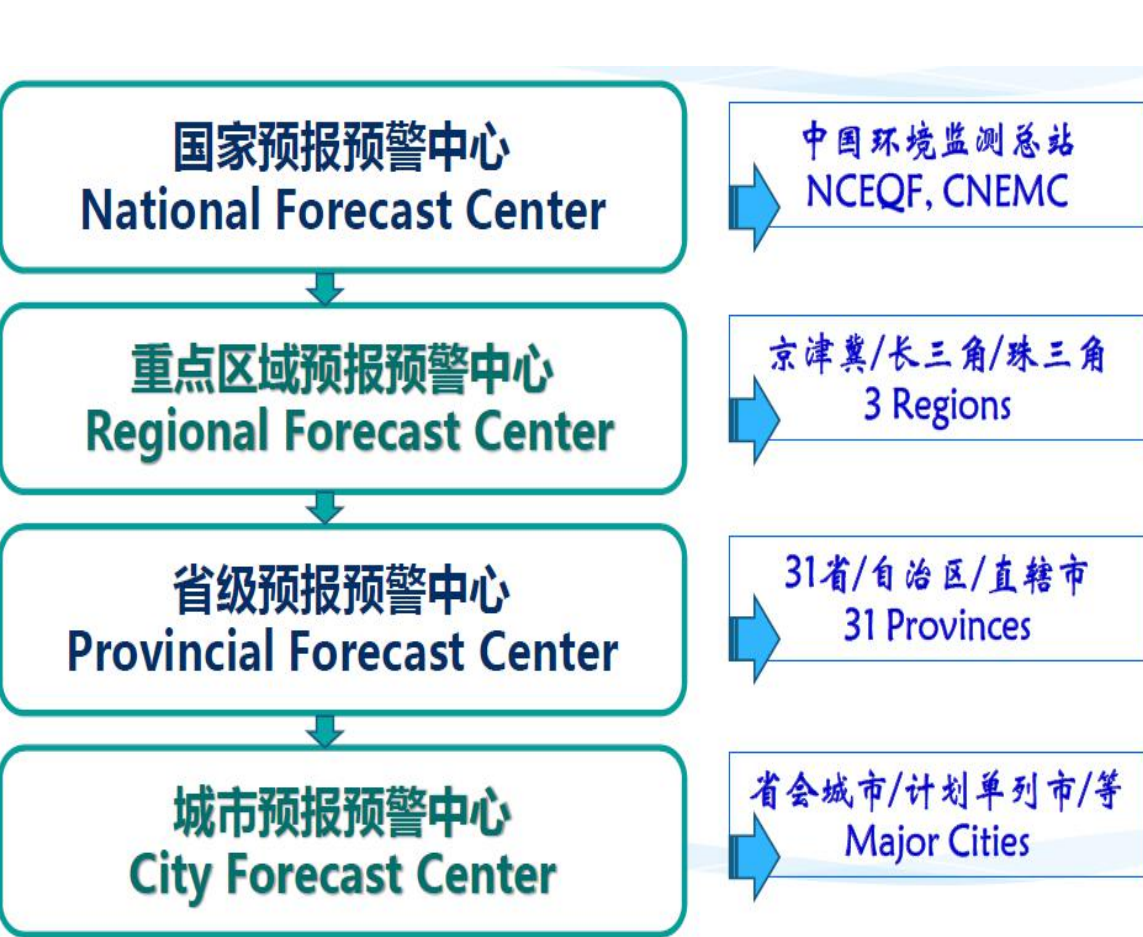 国家预报预警中心
National Forecast Center
中国环境监测总站
NCEQF, CNEMC
重点区域预报预警中心
Regional Forecast Center
京津冀/长三角/珠三角
3 Regions
省级预报预警中心
Provincial Forecast Center
31省/自治区/直辖市
31 Provinces
城市预报预警中心
City Forecast Center
省会城市/计划单列市/等
Major Cities